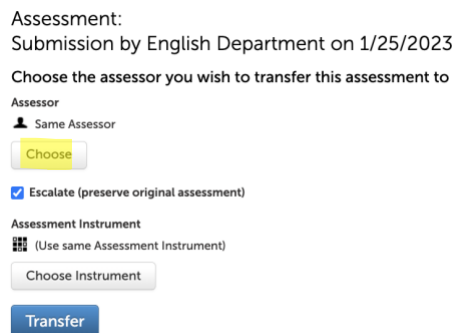 Assessment:
Submission by English Department on 1/25/2023
Choose the assessor you wish to transfer this assessment to
Assessor
Same Assessor
Choose
Escalate (preserve original assessment)
Assessment Instrument
(Use same Assessment Instrument)
Choose Instrument
Transfer